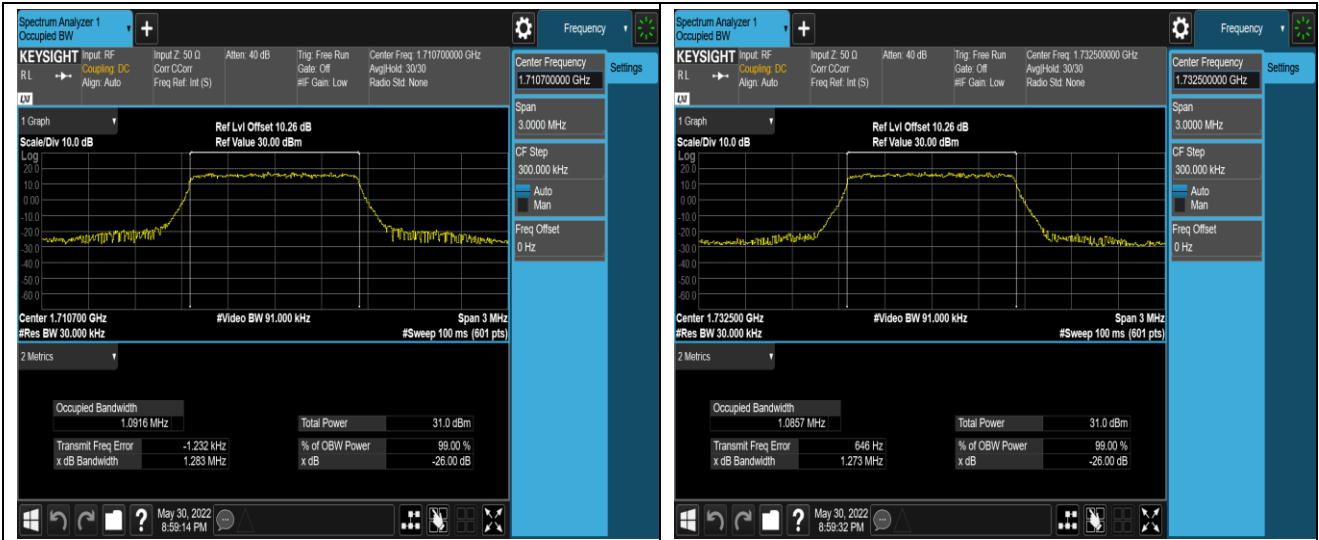 Spectrum Analyzer 1
Occupied BW
Frequency
KEYSIGHT
RL
LXI
Input: RF
Coupling: DC
Align: Auto
Input Z: 50 Ω
Corr CCorr
Freq Ref: Int (S)
Atten: 40 dB
Trig: Free Run
Gate: Off
#IF Gain: Low
Center Freq: 1.710700000 GHz
Avg|Hold: 30/30
Radio Std: None
Center Frequency
1.710700000 GHz
Settings
Span
3.0000 MHz
CF Step
300.000 kHz
Auto
Man
Freq Offset
0 Hz
1 Graph
Scale/Div 10.0 dB
Ref Lvl Offset 10.26 dB
Ref Value 30.00 dBm
Log
20.0
10.0
0.00
-10.0
-20.0
-30.0
-40.0
-50.0
-60.0
Center 1.710700 GHz
#Video BW 91.000 kHz
Span 3 MHz
#Res BW 30.000 kHz
#Sweep 100 ms (601 pts)
2 Metrics
Occupied Bandwidth
1.0916 MHz
Total Power 31.0 dBm
Transmit Freq Error -1.232 kHz
% of OBW Power 99.00 %
x dB Bandwidth 1.283 MHz
x dB -26.00 dB
?
May 30, 2022
8:59:14 PM
Spectrum Analyzer 1
Occupied BW
Frequency
KEYSIGHT
RL
LXI
Input: RF
Coupling: DC
Align: Auto
Input Z: 50 Ω
Corr CCorr
Freq Ref: Int (S)
Atten: 40 dB
Trig: Free Run
Gate: Off
#IF Gain: Low
Center Freq: 1.732500000 GHz
Avg|Hold: 30/30
Radio Std: None
Center Frequency
1.732500000 GHz
Settings
Span
3.0000 MHz
CF Step
300.000 kHz
Auto
Man
Freq Offset
0 Hz
1 Graph
Scale/Div 10.0 dB
Ref Lvl Offset 10.26 dB
Ref Value 30.00 dBm
Log
20.0
10.0
0.00
-10.0
-20.0
-30.0
-40.0
-50.0
-60.0
Center 1.732500 GHz
#Video BW 91.000 kHz
Span 3 MHz
#Res BW 30.000 kHz
#Sweep 100 ms (601 pts)
2 Metrics
Occupied Bandwidth
1.0857 MHz
Total Power 31.0 dBm
Transmit Freq Error 646 Hz
% of OBW Power 99.00 %
x dB Bandwidth 1.273 MHz
x dB -26.00 dB
?
May 30, 2022
8:59:32 PM